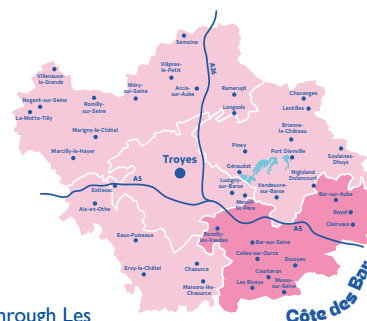 Semoine
Villenauxe-
la-Grande
Viâpres-
le-Petit
A26
Méry-
sur-Seine
Arcis-
sur-Aube
Ramerupt
Chavanges
Nogent-sur-Seine
Romilly-
sur-Seine
Longsols
Lentilles
La-Motte-Tilly
Marigny-le-Châtel
Brienne-
le-Château
Marcilly-le-Hayer
Troyes
Piney
Port Dienville
Soulaines-
Dhuys
Géraudot
Nigloland
Dolancourt
A5
Lusigny-
sur-Barse
Estissac
Vendeuvre-
sur-Barse
Bar-sur-Aube
Mesnil-
St-Père
Aix-en-Othe
Bayel
Rumilly-
les-Vaudes
A5
Clairvaux
Eaux-Puiseaux
Bar-sur-Seine
Celles-sur-Ource
Essoyes
Ervy-le-Châtel
Chaource
Courteron
Maisons-lès-
Chaource
Les Riceys
Mussy-
sur-Seine
Côte des Bar
hrough Les